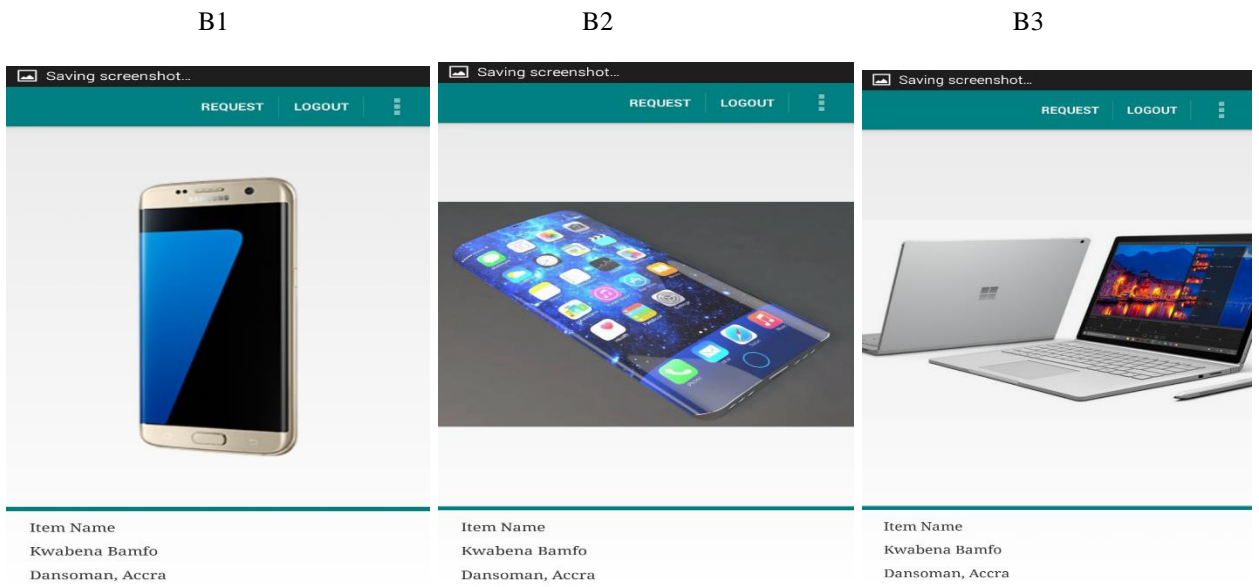 B1 B2 B3
Saving screenshot... Saving screenshot... Saving screenshot...
REQUEST LOGOUT REQUEST LOGOUT REQUEST LOGOUT
SAMSUNG
Item Name Item Name Item Name
Kwabena Bamfo Kwabena Bamfo Kwabena Bamfo
Dansoman, Accra Dansoman, Accra Dansoman, Accra